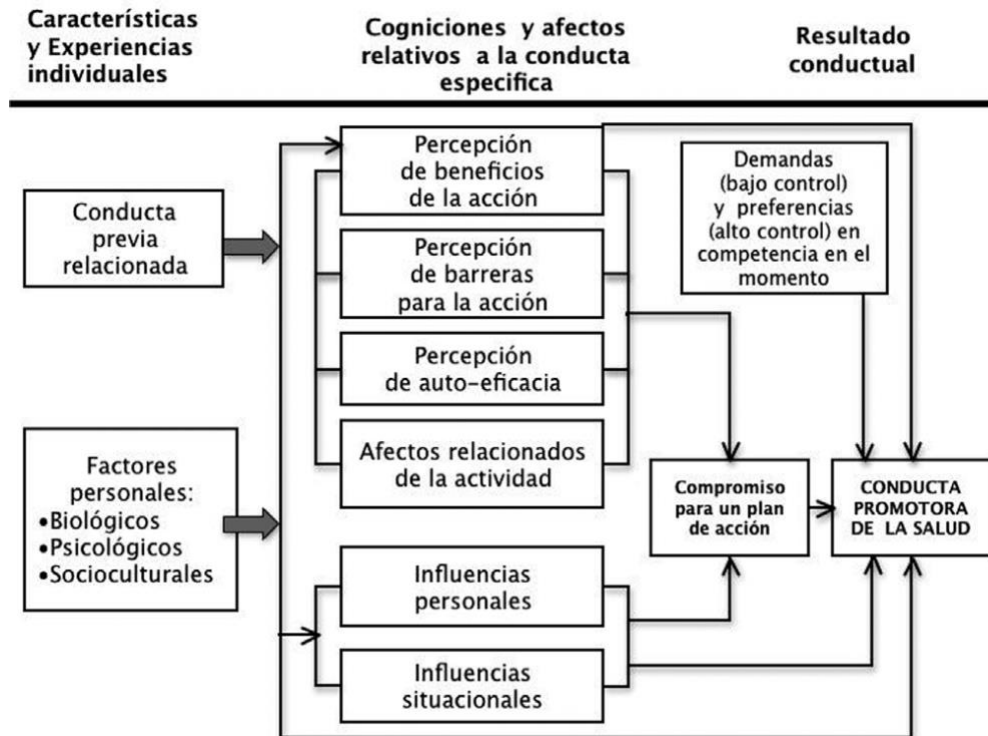 Características
y Experiencias
individuales
Cogniciones y afectos
relativos a la conducta
especifica
Resultado
conductual
Conducta
previa
relacionada
Factores
personales:
•Biológicos
•Psicológicos
•Socioculturales
Percepción
de beneficios
de la acción
Percepción
de barreras
para la acción
Percepción
de auto-eficacia
Afectos relacionados
de la actividad
Influencias
personales
Influencias
situacionales
Demandas
(bajo control)
y preferencias
(alto control) en
competencia en el
momento
Compromiso
para un plan
de acción
CONDUCTA
PROMOTORA
DE LA SALUD